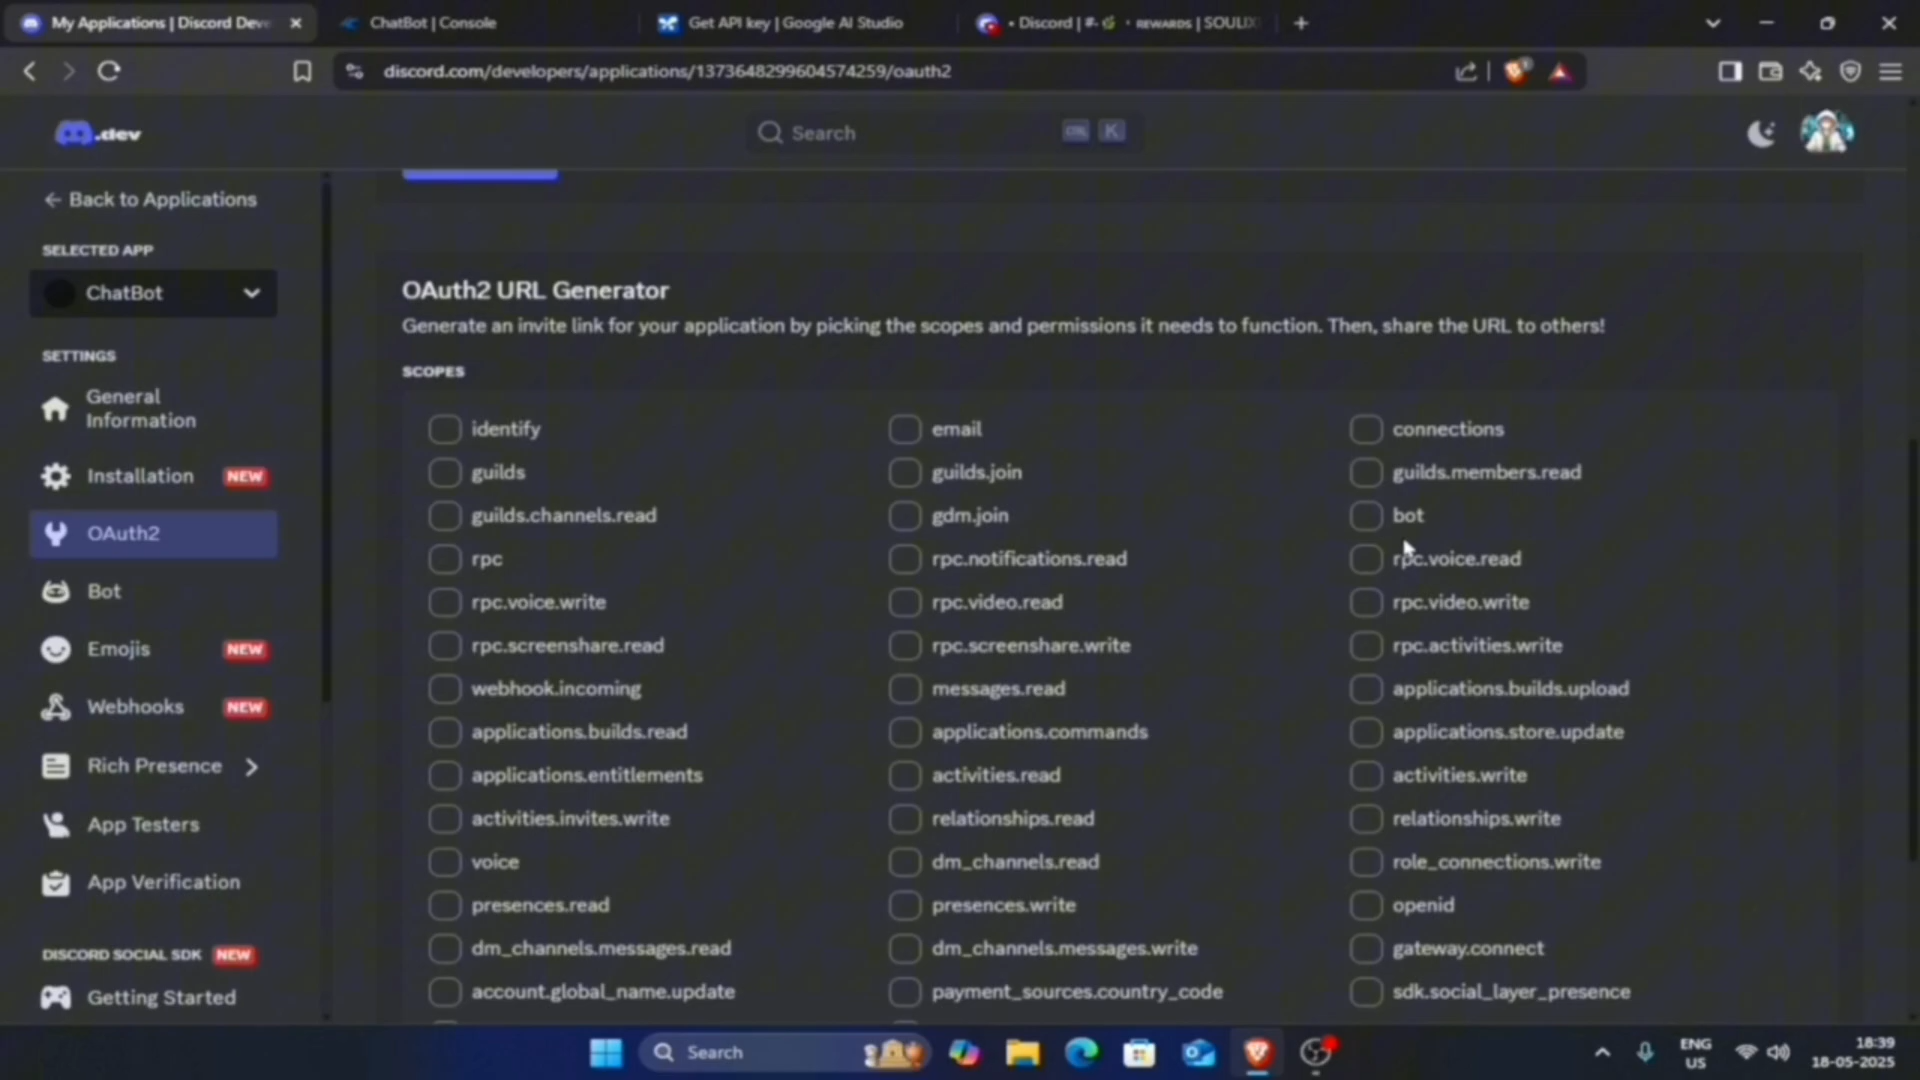 My Applications | Discord Deve
ChatBot | Console
Get API key | Google AI Studio
Discord | #- REWARDS | SOULIX
discord.com/developers/applications/1373648299604574259/oauth2
.dev
Search
K
Back to Applications
SELECTED APP
ChatBot
SETTINGS
General
Information
Installation NEW
OAuth2
Bot
Emojis NEW
Webhooks NEW
Rich Presence
App Testers
App Verification
DISCORD SOCIAL SDK NEW
Getting Started
OAuth2 URL Generator
Generate an invite link for your application by picking the scopes and permissions it needs to function. Then, share the URL to others!
SCOPES
identify email connections
guilds guilds.join guilds.members.read
guilds.channels.read gdm.join bot
rpc rpc.notifications.read rpc.voice.read
rpc.voice.write rpc.video.read rpc.video.write
rpc.screenshare.read rpc.screenshare.write rpc.activities.write
webhook.incoming messages.read applications.builds.upload
applications.builds.read applications.commands applications.store.update
applications.entitlements activities.read activities.write
activities.invites.write relationships.read relationships.write
voice dm_channels.read role_connections.write
presences.read presences.write openid
dm_channels.messages.read dm_channels.messages.write gateway.connect
account.global_name.update payment_sources.country_code sdk.social_layer_presence
Search
ENG
US
18:39
18-05-2025